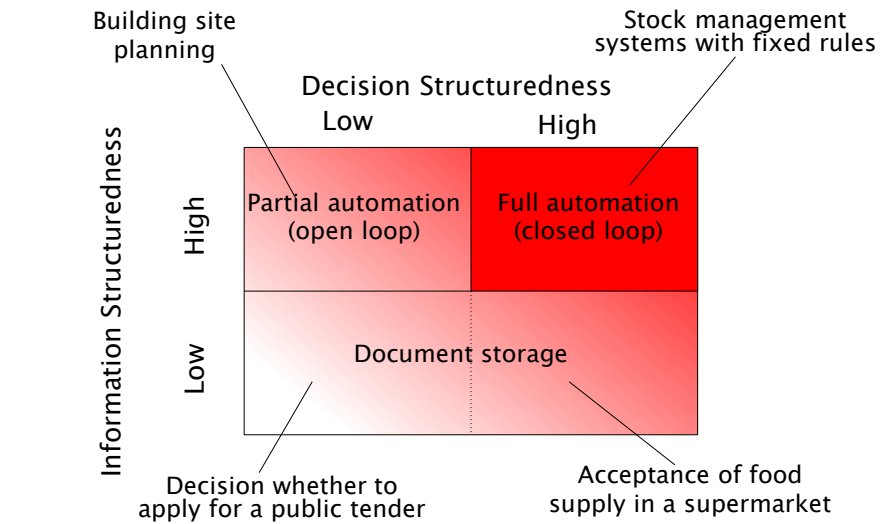 Building site
planning
Stock management
systems with fixed rules
Decision Structuredness
Low
High
Information Structuredness
High
Partial automation
(open loop)
Full automation
(closed loop)
Low
Document storage
Decision whether to
apply for a public tender
Acceptance of food
supply in a supermarket